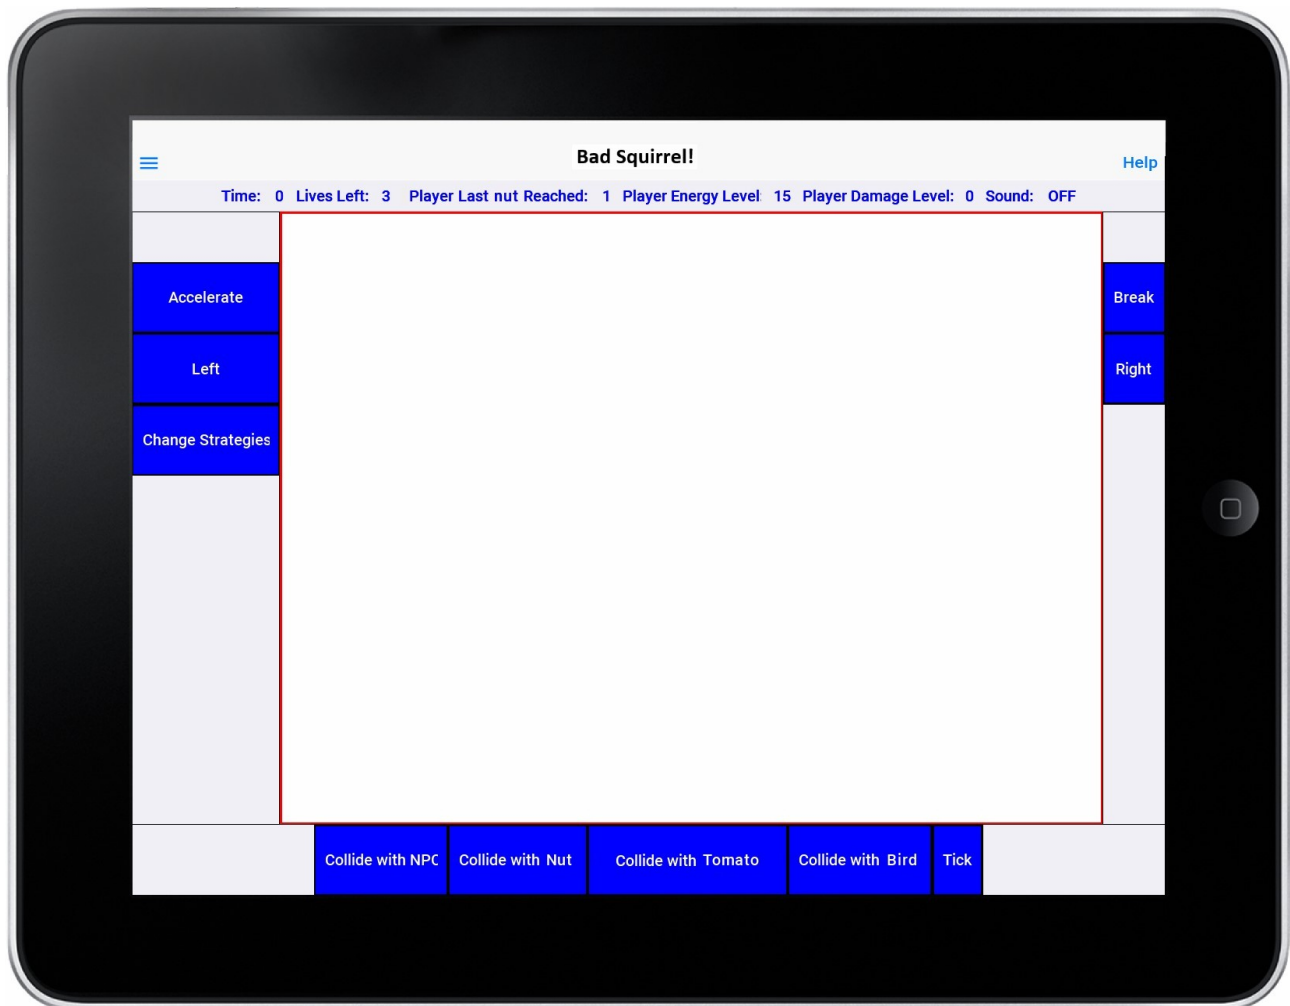 Bad Squirrel!
Help
Time: 0 Lives Left: 3 Player Last nut Reached: 1 Player Energy Level: 15 Player Damage Level: 0 Sound: OFF
Accelerate
Break
Left
Right
Change Strategies
Collide with NPC
Collide with Nut
Collide with Tomato
Collide with Bird
Tick